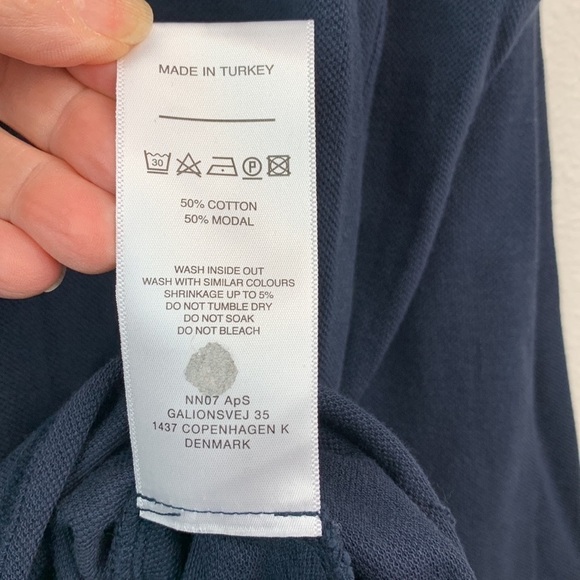 MADE IN TURKEY
30 P
50% COTTON
50% MODAL
WASH INSIDE OUT
WASH WITH SIMILAR COLOURS
SHRINKAGE UP TO 5%
DO NOT TUMBLE DRY
DO NOT SOAK
DO NOT BLEACH
NN07 ApS
GALIONSVEJ 35
1437 COPENHAGEN K
DENMARK